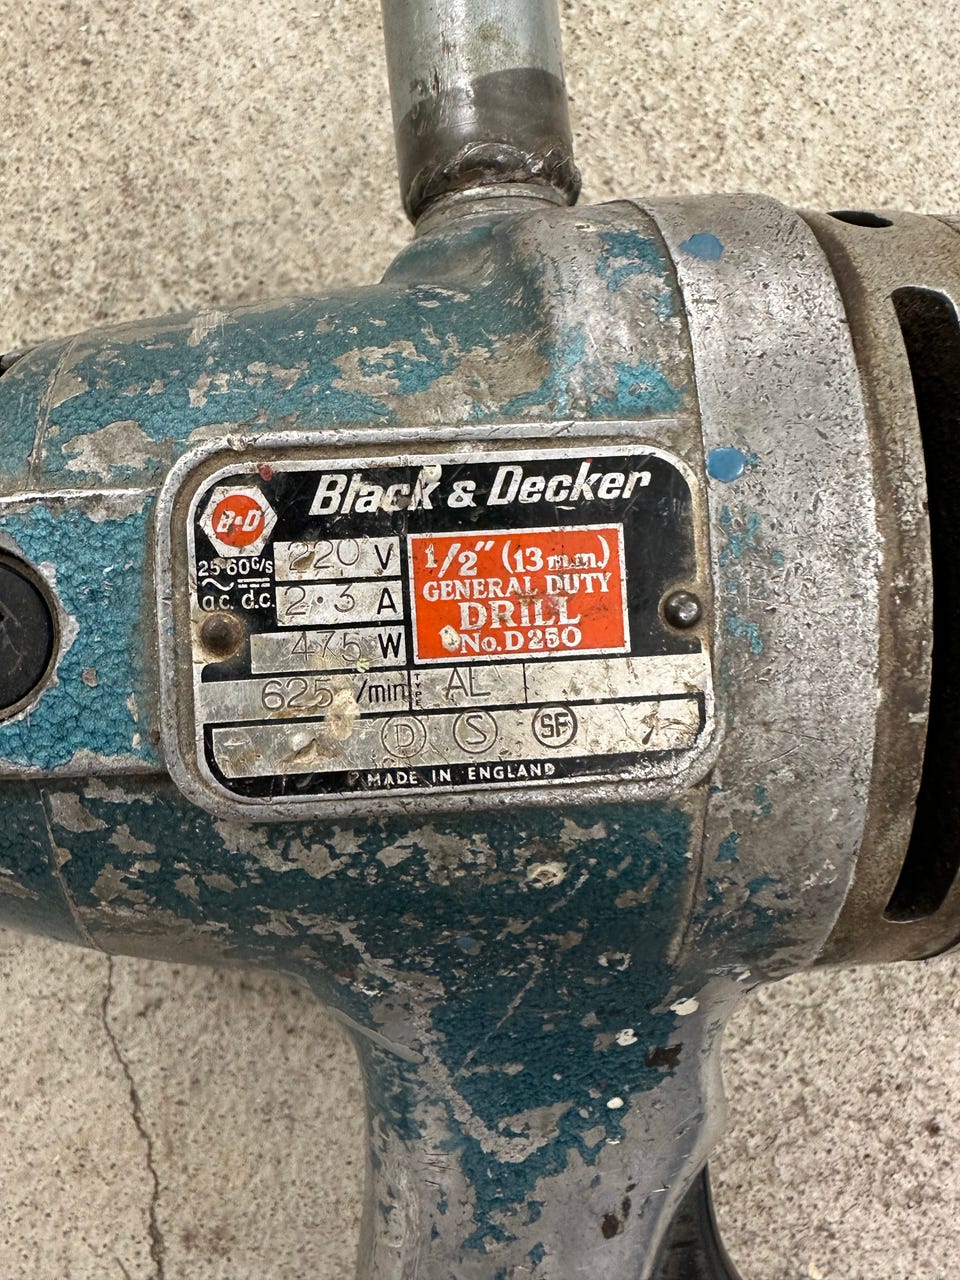 Black & Decker
B·D
25-60 c/s
a.c. d.c.
220 V
2·3 A
475 W
1/2" (13 m.m.)
GENERAL DUTY
DRILL
No. D250
625 /min TYPE AL
D S SF
MADE IN ENGLAND